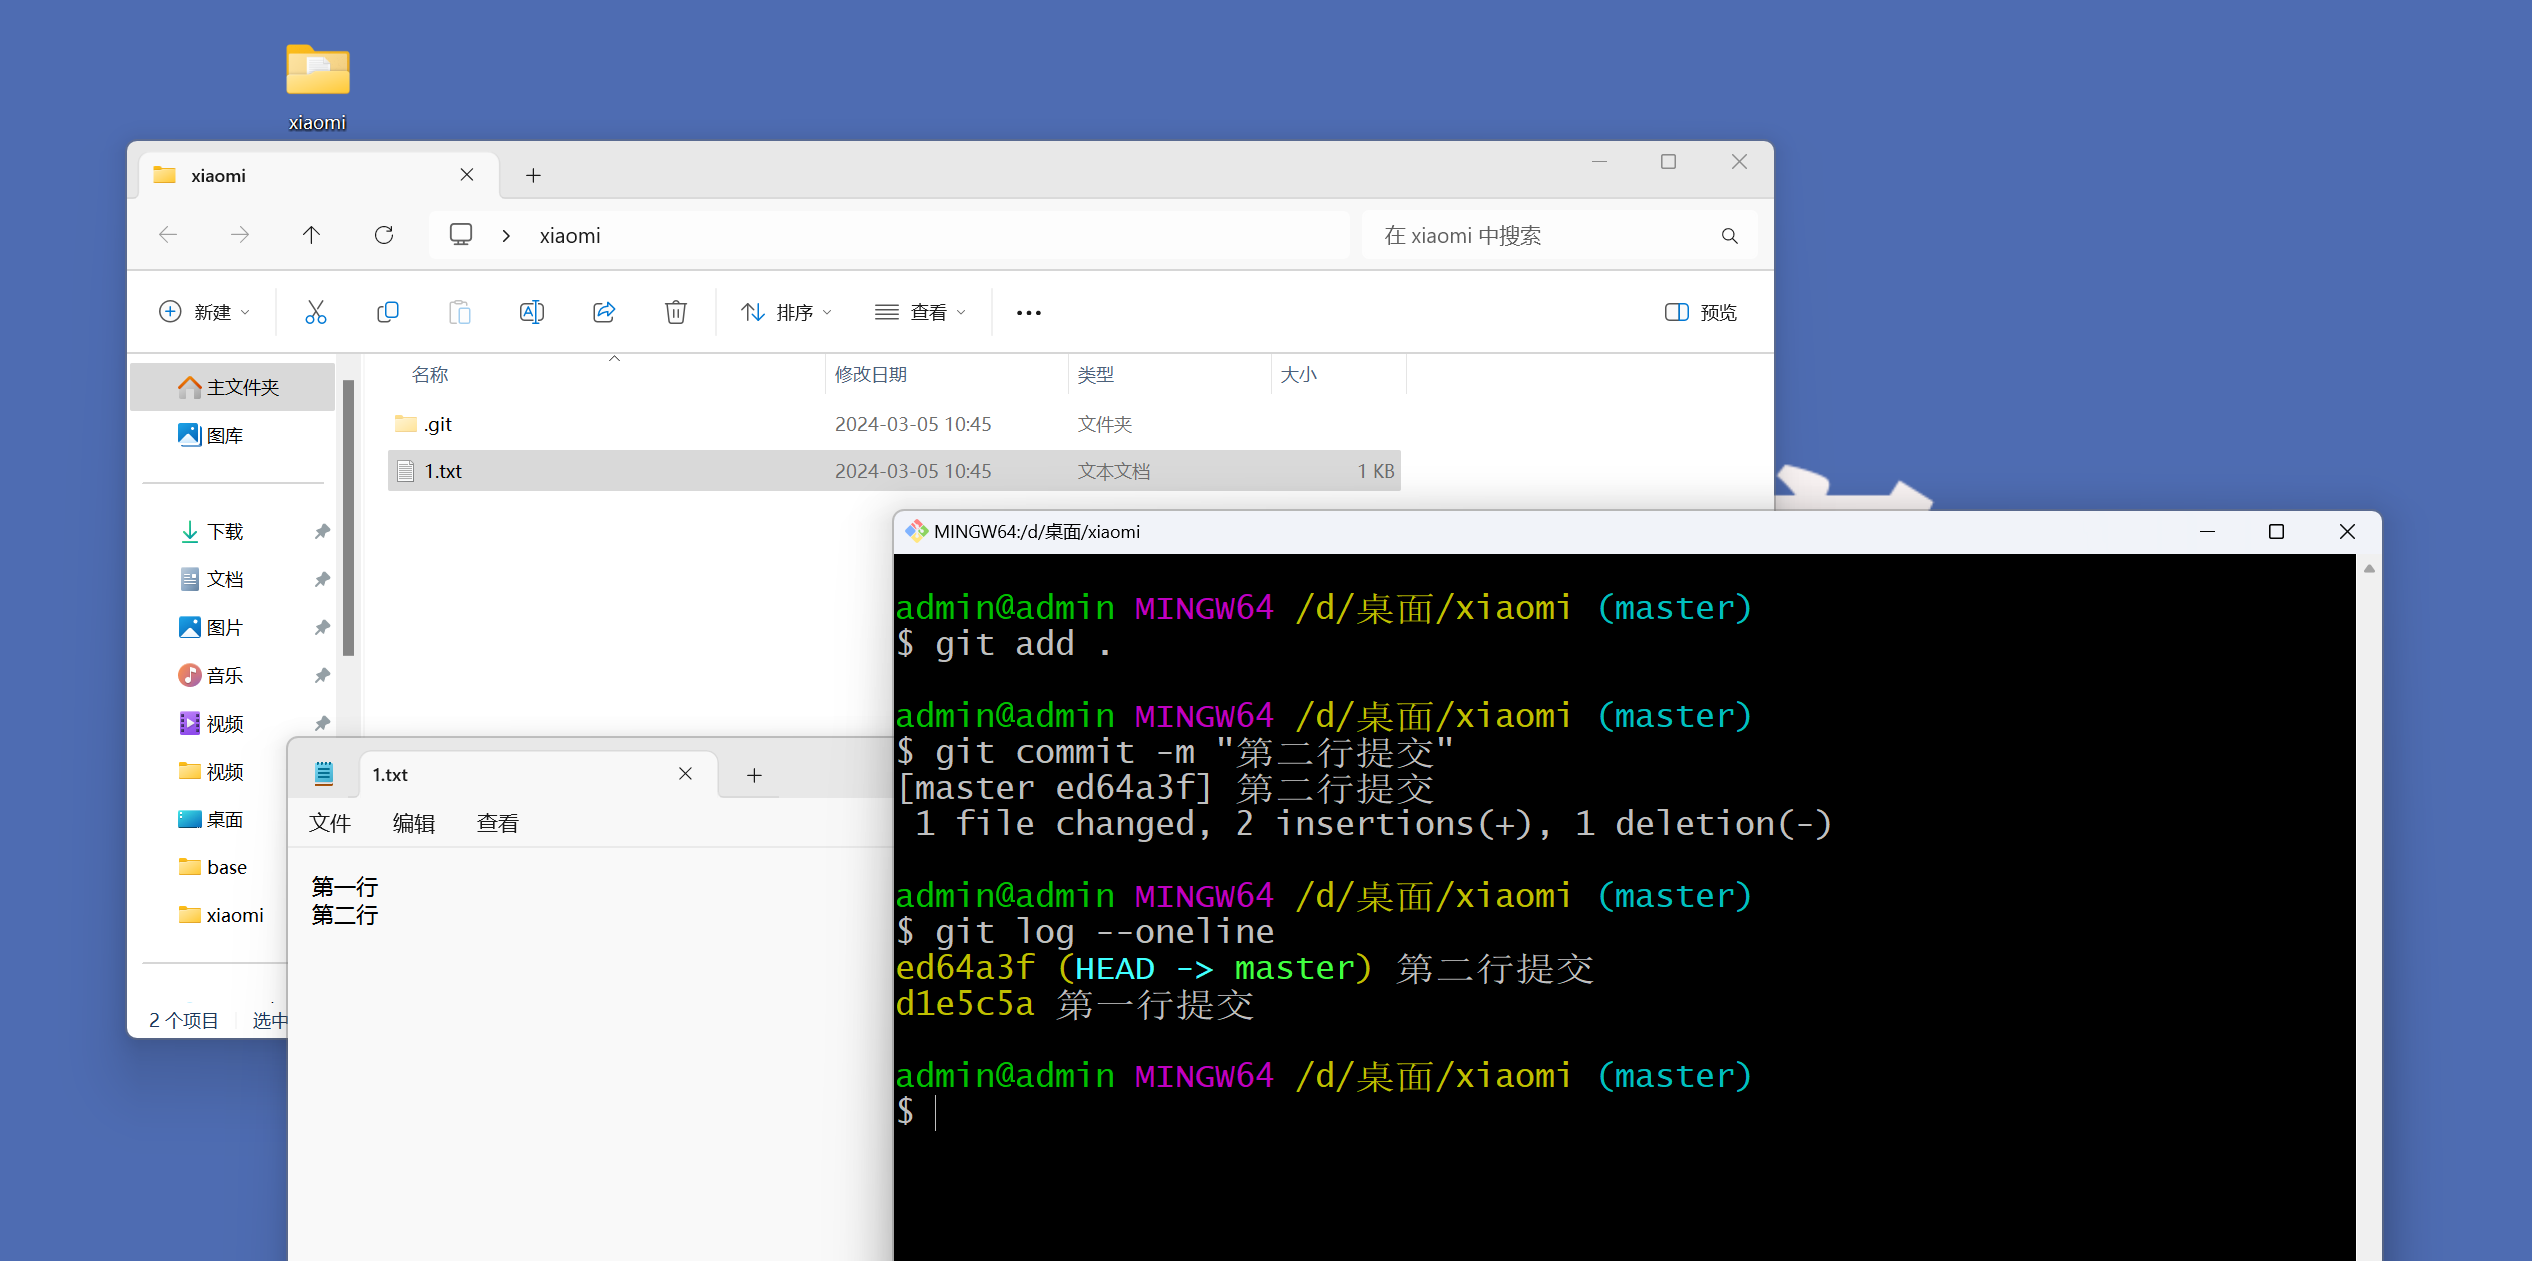 xiaomi
xiaomi
xiaomi
在 xiaomi 中搜索
新建
排序
查看
预览
名称 修改日期 类型 大小
.git 2024-03-05 10:45 文件夹
1.txt 2024-03-05 10:45 文本文档 1 KB
主文件夹
图库
下载
文档
图片
音乐
视频
视频
桌面
base
xiaomi
2 个项目 选中
1.txt
文件 编辑 查看
第一行
第二行
MINGW64:/d/桌面/xiaomi
admin@admin MINGW64 /d/桌面/xiaomi (master)
$ git add .
admin@admin MINGW64 /d/桌面/xiaomi (master)
$ git commit -m "第二行提交"
[master ed64a3f] 第二行提交
1 file changed, 2 insertions(+), 1 deletion(-)
admin@admin MINGW64 /d/桌面/xiaomi (master)
$ git log --oneline
ed64a3f (HEAD -> master) 第二行提交
d1e5c5a 第一行提交
admin@admin MINGW64 /d/桌面/xiaomi (master)
$